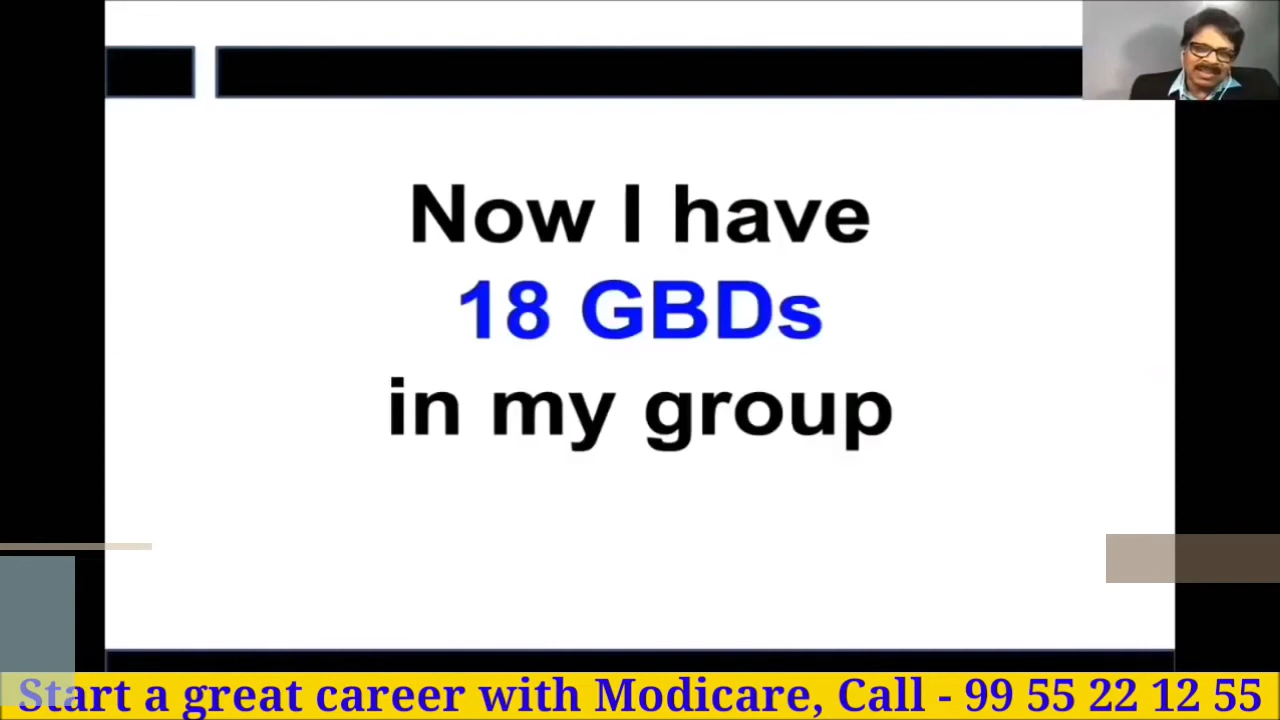 Now I have
18 GBDs
in my group
Start a great career with Modicare, Call - 99 55 22 12 55